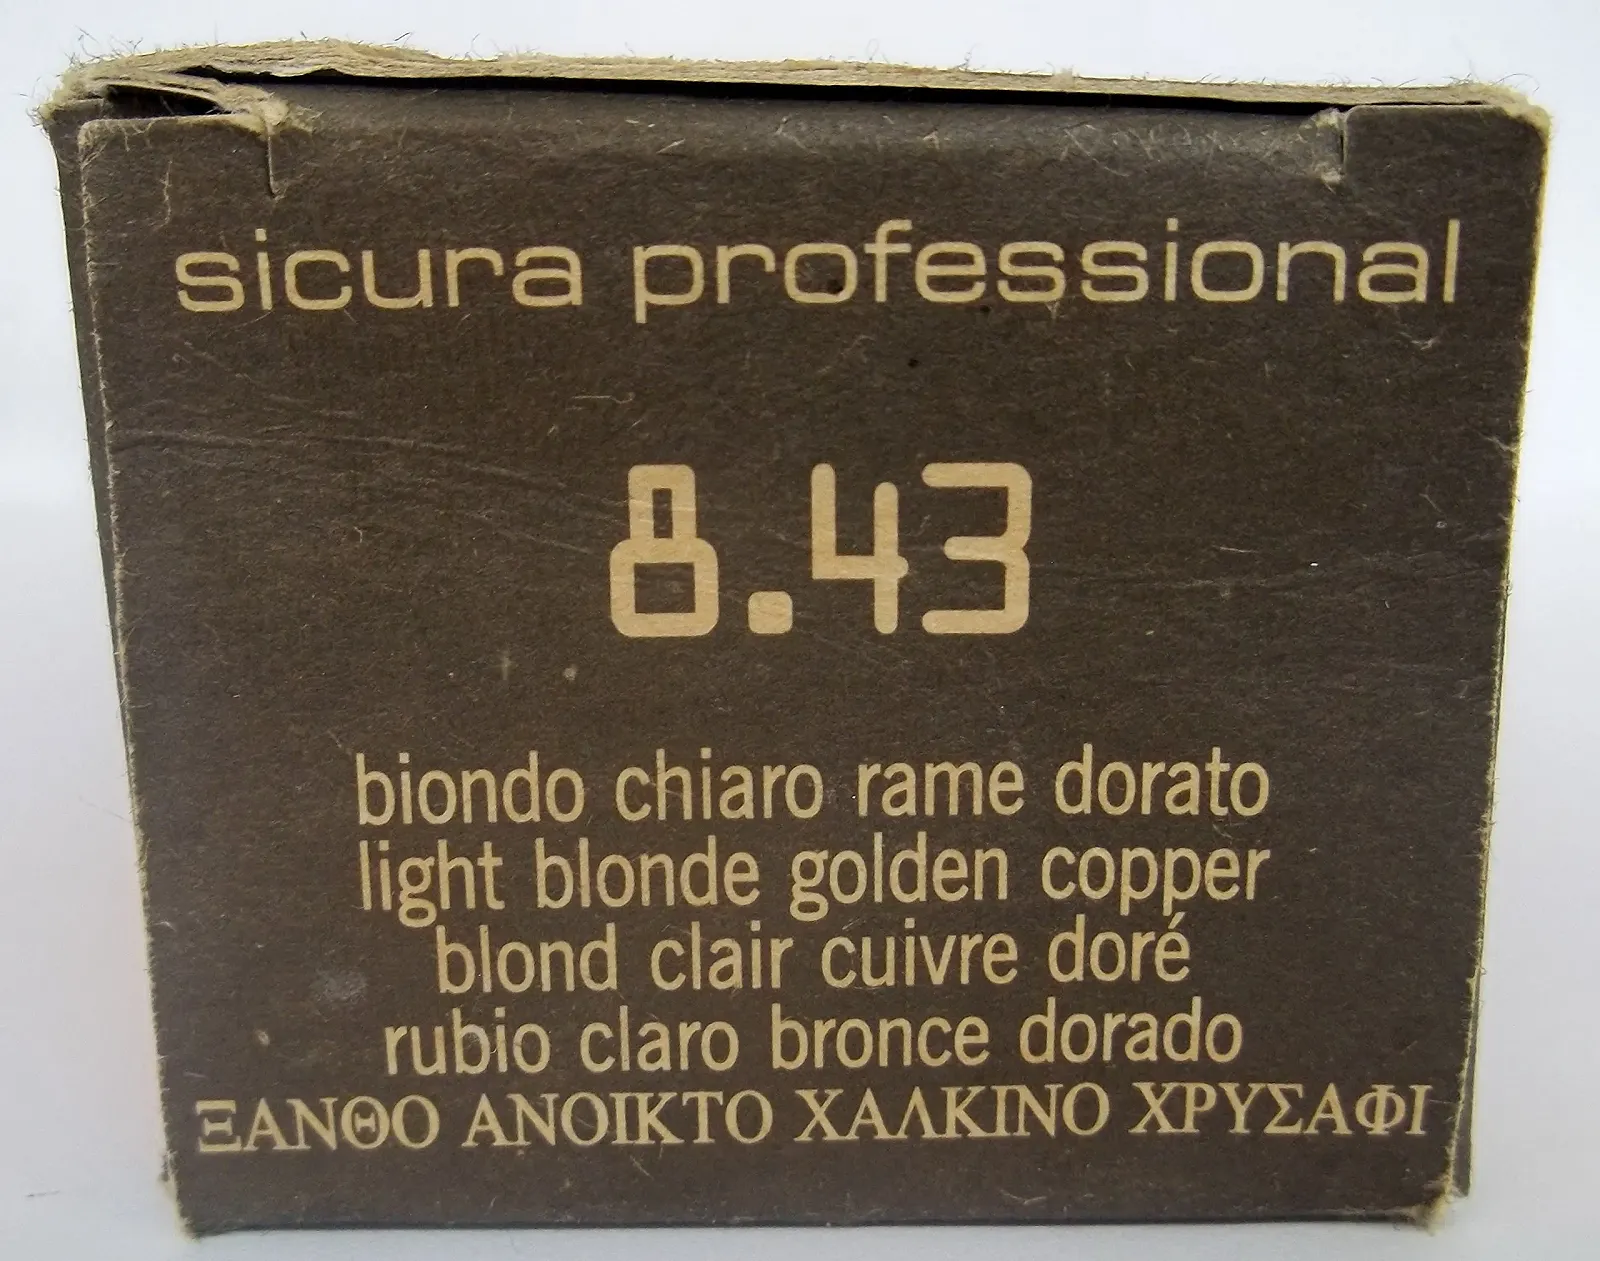 sicura professional
8.43
biondo chiaro rame dorato
light blonde golden copper
blond clair cuivre doré
rubio claro bronce dorado
ΞΑΝΘΟ ΑΝΟΙΚΤΟ ΧΑΛΚΙΝΟ ΧΡΥΣΑΦΙ